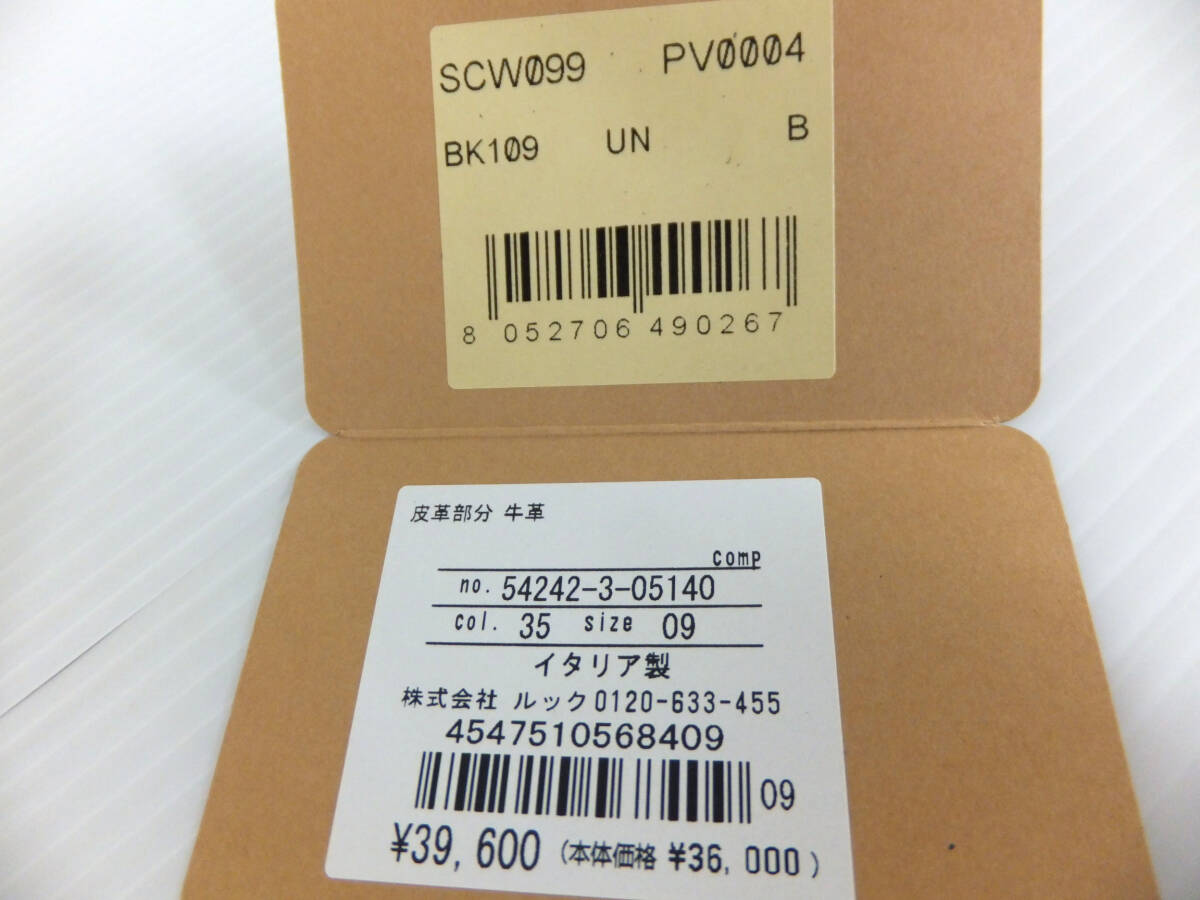 SCW099 PV0004
BK109 UN B
8 052706 490267
皮革部分 牛革
comp
no. 54242-3-05140
col. 35 size 09
イタリア製
株式会社 ルック 0120-633-455
4547510568409
09
¥39,600 (本体価格 ¥36,000)